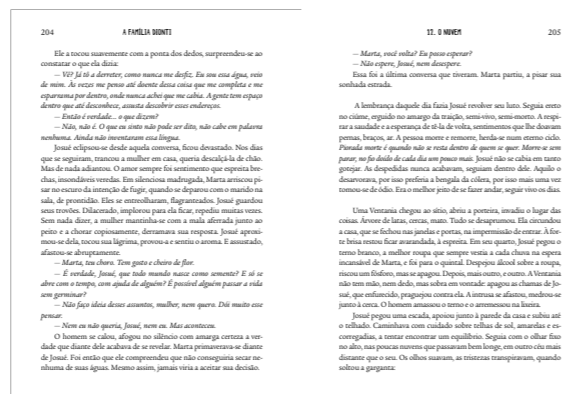 204
A FAMÍLIA DIONTI
Ele a tocou suavemente com a ponta dos dedos, surpreendeu-se ao
constatar o que ela dizia:
— Vê? Já tô a derreter, como nunca me desfiz. Eu sou essa água, veio
de mim. Às vezes me penso até doente dessa coisa que me completa e me
esparrama por dentro, onde nunca achei que me cabia. A gente tem espaço
dentro que até desconhece, assusta descobrir esses endereços.
— Então é verdade... o que dizem?
— Não, não é. O que eu sinto não pode ser dito, não cabe em palavra
nenhuma. Ainda não inventaram essa língua.
Josué eclipsou-se desde aquela conversa, ficou devastado. Nos dias
que se seguiram, trancou a mulher em casa, queria descalçá-la de chão.
Mas de nada adiantou. O amor sempre foi sentimento que espreita bre-
chas, insondáveis veredas. Em silenciosa madrugada, Marta arriscou pi-
sar no escuro da intenção de fugir, quando se deparou com o marido na
sala, de prontidão. Eles se entreolharam, flagranteados. Josué guardou
seus trovões. Dilacerado, implorou para ela ficar, repediu muitas vezes.
Sem nada dizer, a mulher mantinha-se com a mala aferrada junto ao
peito e a chorar copiosamente, derramava sua resposta. Josué aproxi-
mou-se dela, tocou sua lágrima, provou-a e sentiu o aroma. E assustado,
afastou-se abruptamente.
— Marta, teu choro. Tem gosto e cheiro de flor.
— É verdade, Josué, que todo mundo nasce como semente? E só se
abre com o tempo, com ajuda de alguém? É possível alguém passar a vida
sem germinar?
— Não faço ideia desses assuntos, mulher, nem quero. Dói muito esse
pensar.
— Nem eu não queria, Josué, nem eu. Mas aconteceu.
O homem se calou, afogou no silêncio com amarga certeza a ver-
dade que diante dele acabava de se revelar. Marta primaverava-se diante
de Josué. Foi então que ele compreendeu que não conseguiria secar ne-
nhuma de suas águas. Mesmo assim, jamais viria a aceitar sua decisão.
17. O NUVEM
205
— Marta, você volta? Eu posso esperar?
— Não espere, Josué, nem desespere.
Essa foi a última conversa que tiveram. Marta partiu, a pisar sua
sonhada estrada.
A lembrança daquele dia fazia Josué revolver seu luto. Seguia ereto
no ciúme, erguido no amargo da traição, semi-vivo, semi-morto. A respi-
rar a saudade e a esperança de tê-la de volta, sentimentos que lhe doavam
pernas, braços, ar. A pessoa morre e remorre, herda-se num eterno ciclo.
Piorada morte é quando não se resta dentro de quem se quer. Morre-se sem
parar, no fio doído de cada dia um pouco mais. Josué não se cabia em tanto
gotejar. As despedidas nunca acabavam, seguiam dentro dele. Aquilo o
desarvorava, por isso preferia a bengala da cólera, por isso mais uma vez
tomou-se de ódio. Era o melhor jeito de se fazer andar, seguir vivo os dias.
Uma Ventania chegou ao sítio, abriu a porteira, invadiu o lugar das
coisas. Árvore de latas, cercas, mato. Tudo se desaprumou. Ela circundou
a casa, que se fechou nas janelas e portas, na impermissão de entrar. A for-
te brisa restou ficar avarandada, à espreita. Em seu quarto, Josué pegou o
terno branco, a melhor roupa que sempre vestia a cada chuva na espera
incansável de Marta, e foi para o quintal. Despejou álcool sobre a roupa,
riscou um fósforo, mas se apagou. Depois, mais outro, e outro. A Ventania
não tem mão, nem dedo, mas sobra em vontade: apagou as chamas de Jo-
sué, que enfurecido, praguejou contra ela. A intrusa se afastou, medrou-se
junto à cerca. O homem amassou o terno e o arremessou na lixeira.
Josué pegou uma escada, apoiou junto à parede da casa e subiu até
o telhado. Caminhava com cuidado sobre telhas de sol, amarelas e es-
corregadias, a tentar encontrar um equilíbrio. Seguia com o olhar fixo
no alto, nas poucas nuvens que passavam bem longe, em outro céu mais
distante que o seu. Os olhos suavam, as tristezas transpiravam, quando
soltou a garganta: